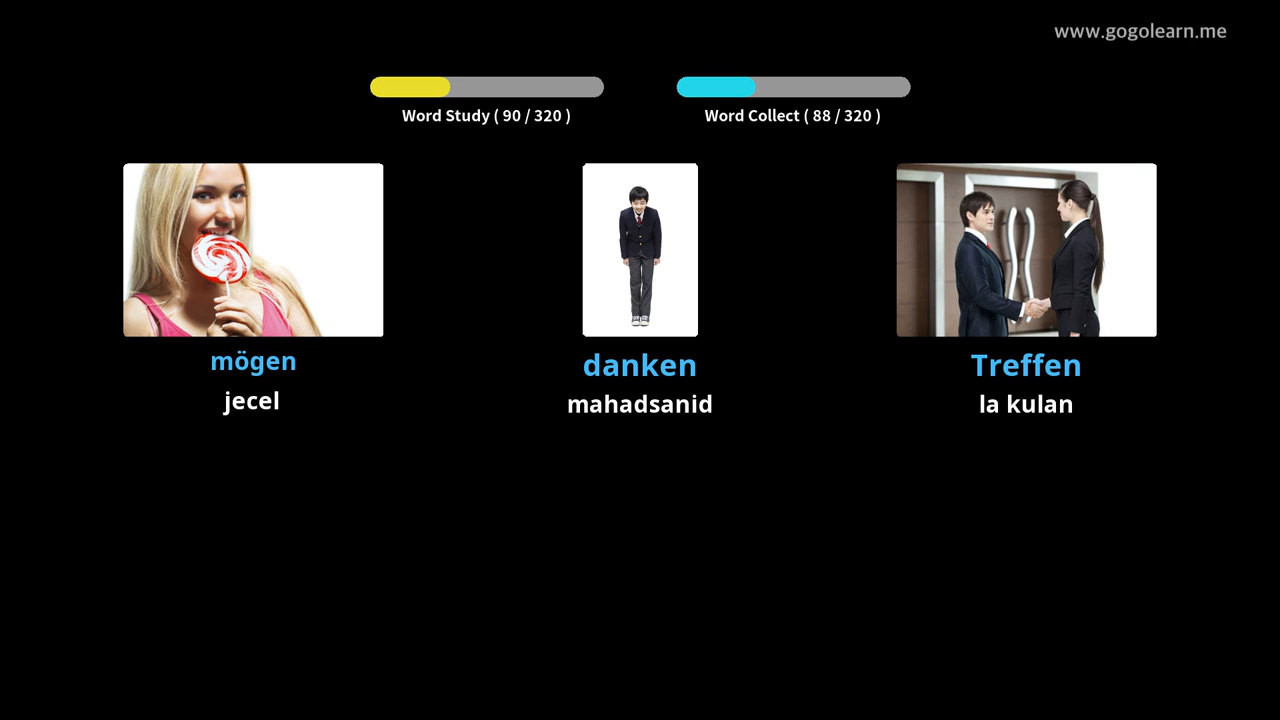 www.gogolearn.me
Word Study ( 90 / 320 )
Word Collect ( 88 / 320 )
mögen
danken
Treffen
jecel
mahadsanid
la kulan